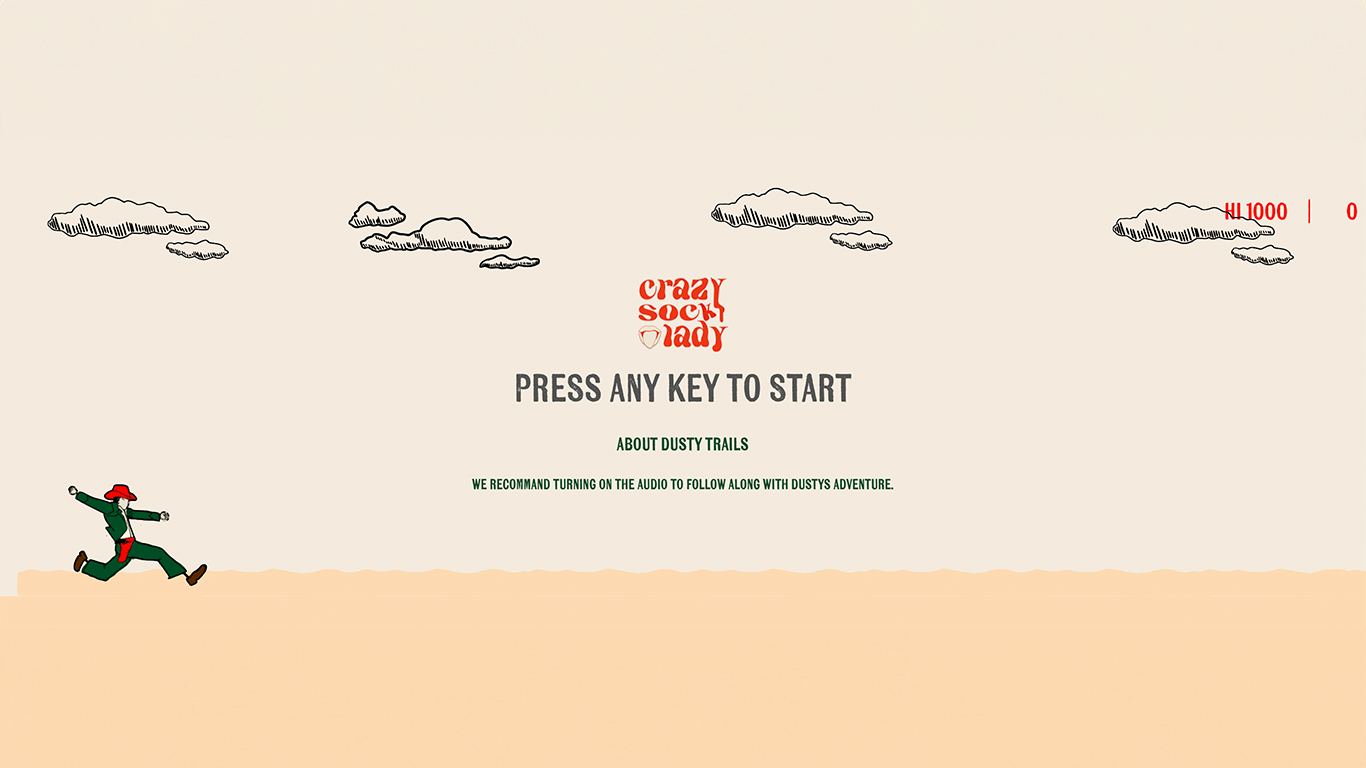 HI 1000 | 0
crazy
sock
lady
PRESS ANY KEY TO START
ABOUT DUSTY TRAILS
WE RECOMMAND TURNING ON THE AUDIO TO FOLLOW ALONG WITH DUSTYS ADVENTURE.